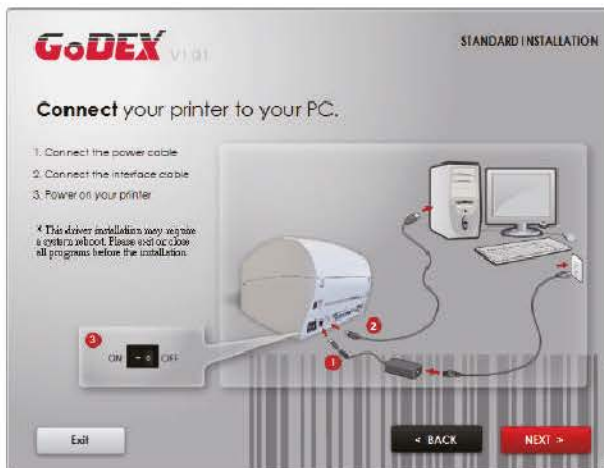 GoDEX V1.01
STANDARD INSTALLATION
Connect your printer to your PC.
1. Connect the power cable
2. Connect the interface cable
3. Power on your printer
* This driver installation may require
a system reboot. Please exit or close
all programs before the installation.
3
ON – o OFF
2
1
Exit
< BACK
NEXT >